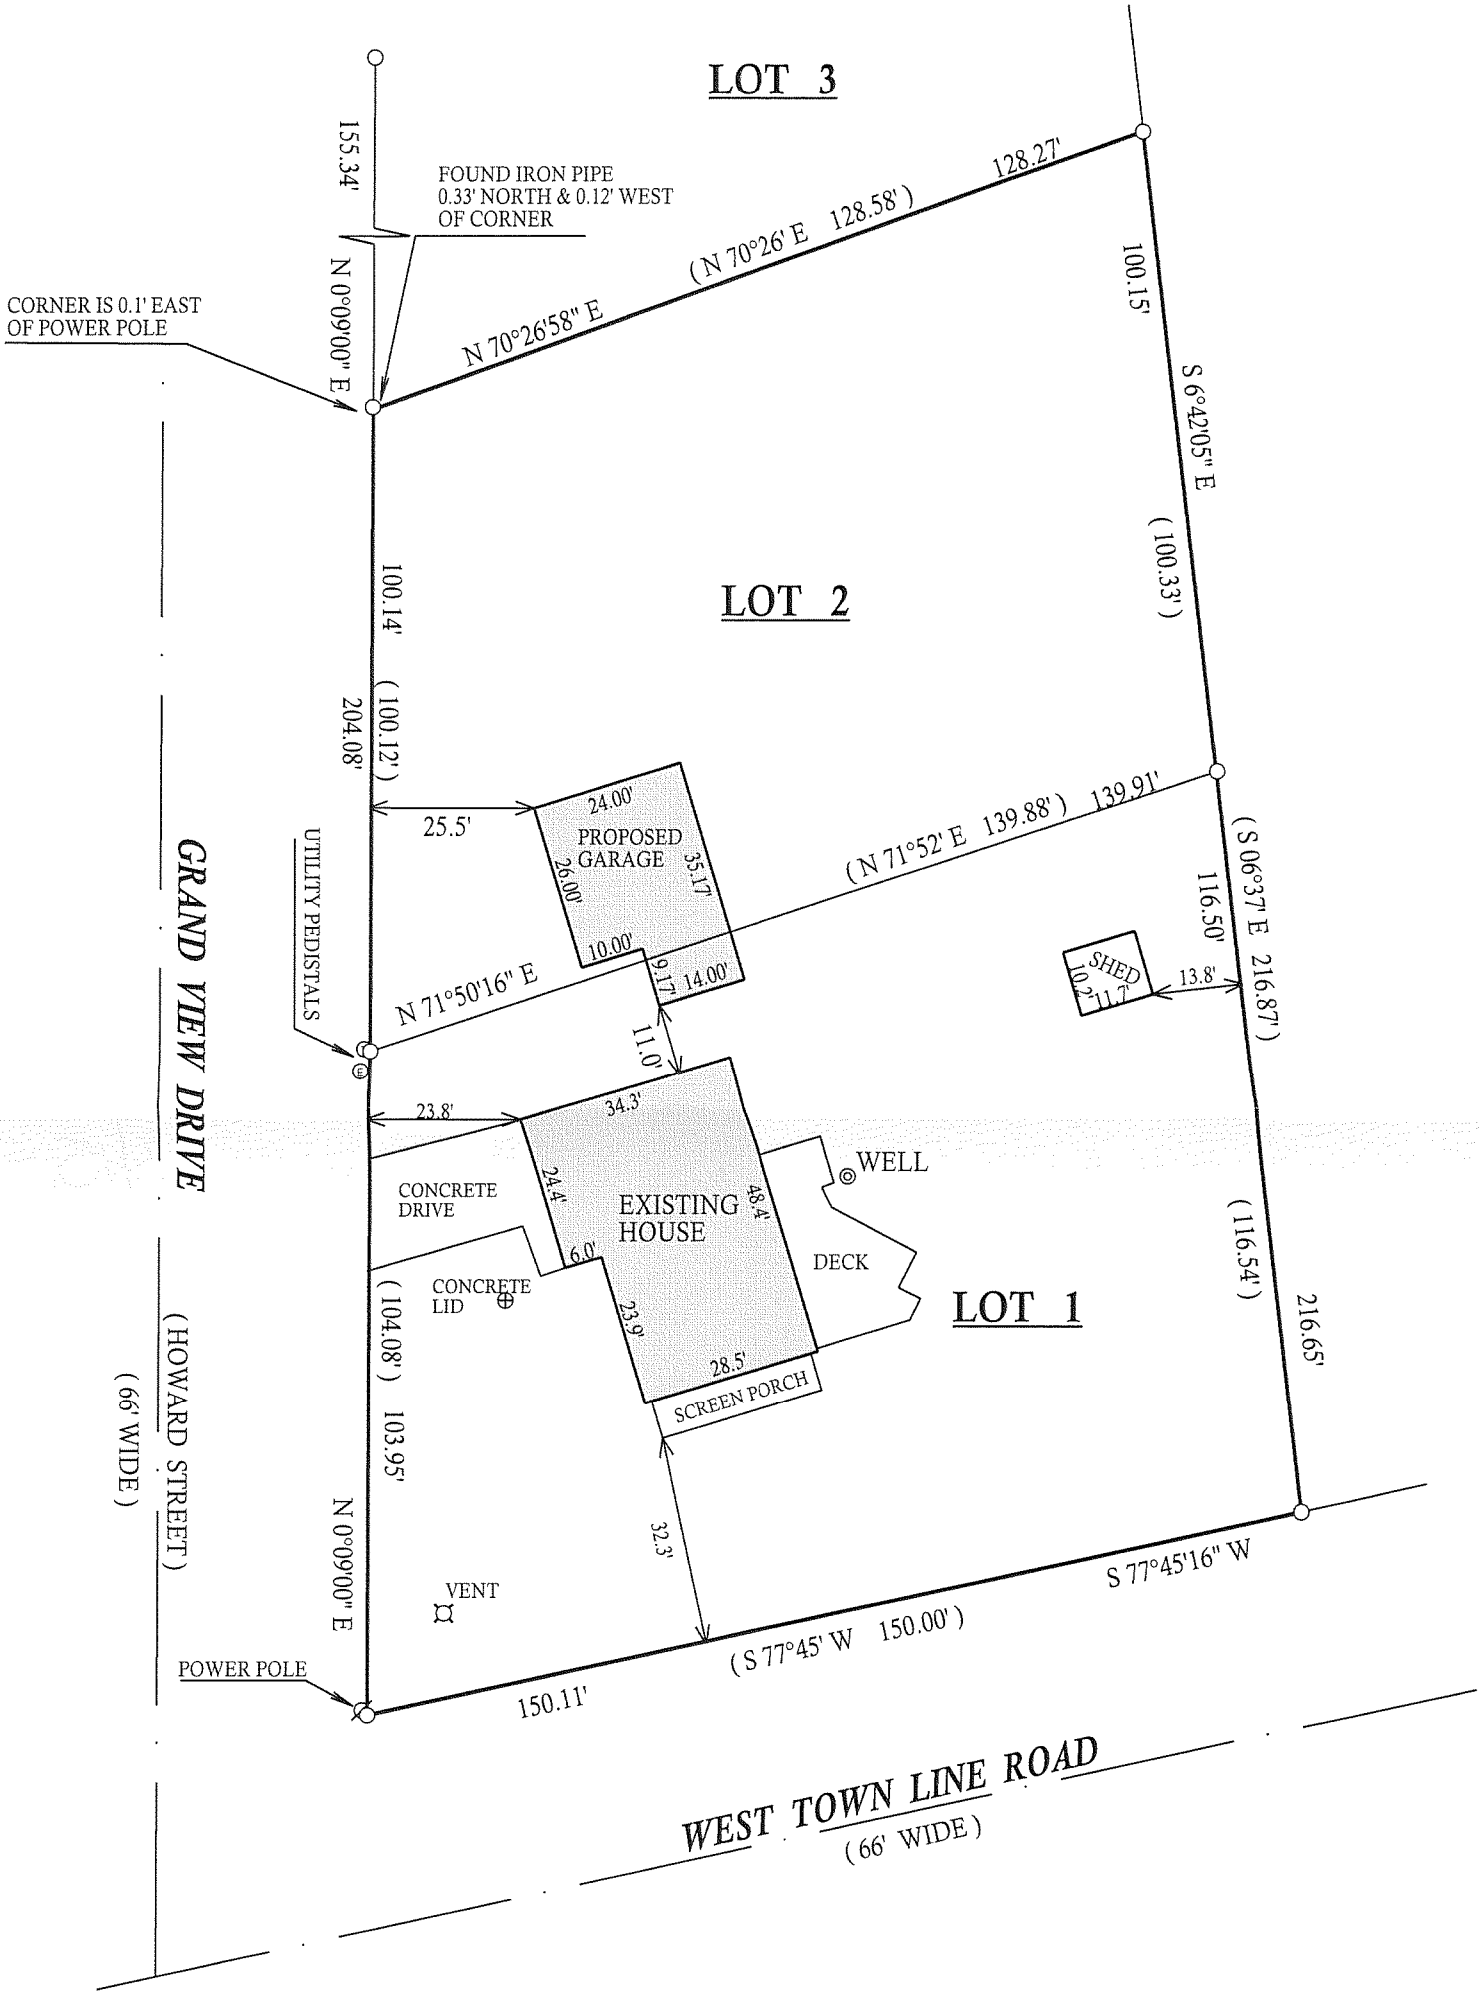 LOT 3
155.34'
FOUND IRON PIPE
0.33' NORTH & 0.12' WEST
OF CORNER
128.27'
( N 70°26' E 128.58' )
N 70°26'58" E
N 0°09'00" E
CORNER IS 0.1' EAST
OF POWER POLE
100.15'
S 6°42'05" E
( 100.33' )
100.14'
( 100.12' )
204.08'
LOT 2
25.5'
24.00'
PROPOSED
GARAGE
26.00'
35.17'
10.00'
9.17'
14.00'
( N 71°52' E 139.88' ) 139.91'
N 71°50'16" E
( S 06°37' E 216.87' )
116.50'
SHED
10.2'
11.7'
13.8'
UTILITY PEDISTALS
T
E
GRAND VIEW DRIVE
( HOWARD STREET )
( 66' WIDE )
11.0'
23.8'
34.3'
24.4'
EXISTING
HOUSE
48.4'
6.0'
23.9'
28.5'
SCREEN PORCH
WELL
DECK
CONCRETE
DRIVE
CONCRETE
LID
LOT 1
( 116.54' )
216.65'
( 104.08' ) 103.95'
N 0°09'00" E
32.3'
VENT
POWER POLE
S 77°45'16" W
( S 77°45' W 150.00' )
150.11'
WEST TOWN LINE ROAD
( 66' WIDE )